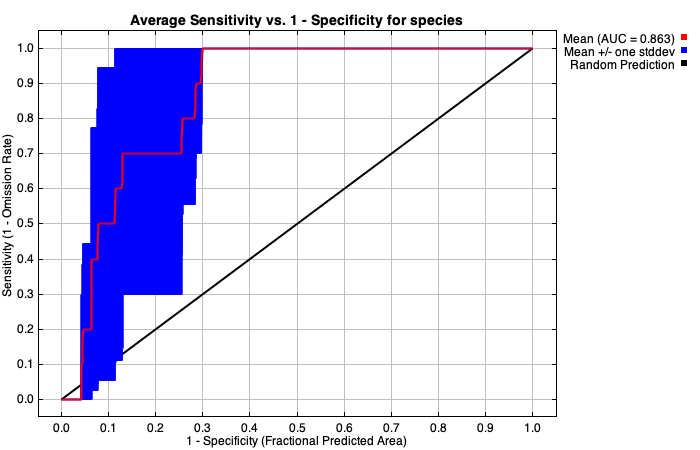 Average Sensitivity vs. 1 - Specificity for species
Mean (AUC = 0.863)
Mean +/- one stddev
Random Prediction
Sensitivity (1 - Omission Rate)
1.0
0.9
0.8
0.7
0.6
0.5
0.4
0.3
0.2
0.1
0.0
0.0 0.1 0.2 0.3 0.4 0.5 0.6 0.7 0.8 0.9 1.0
1 - Specificity (Fractional Predicted Area)